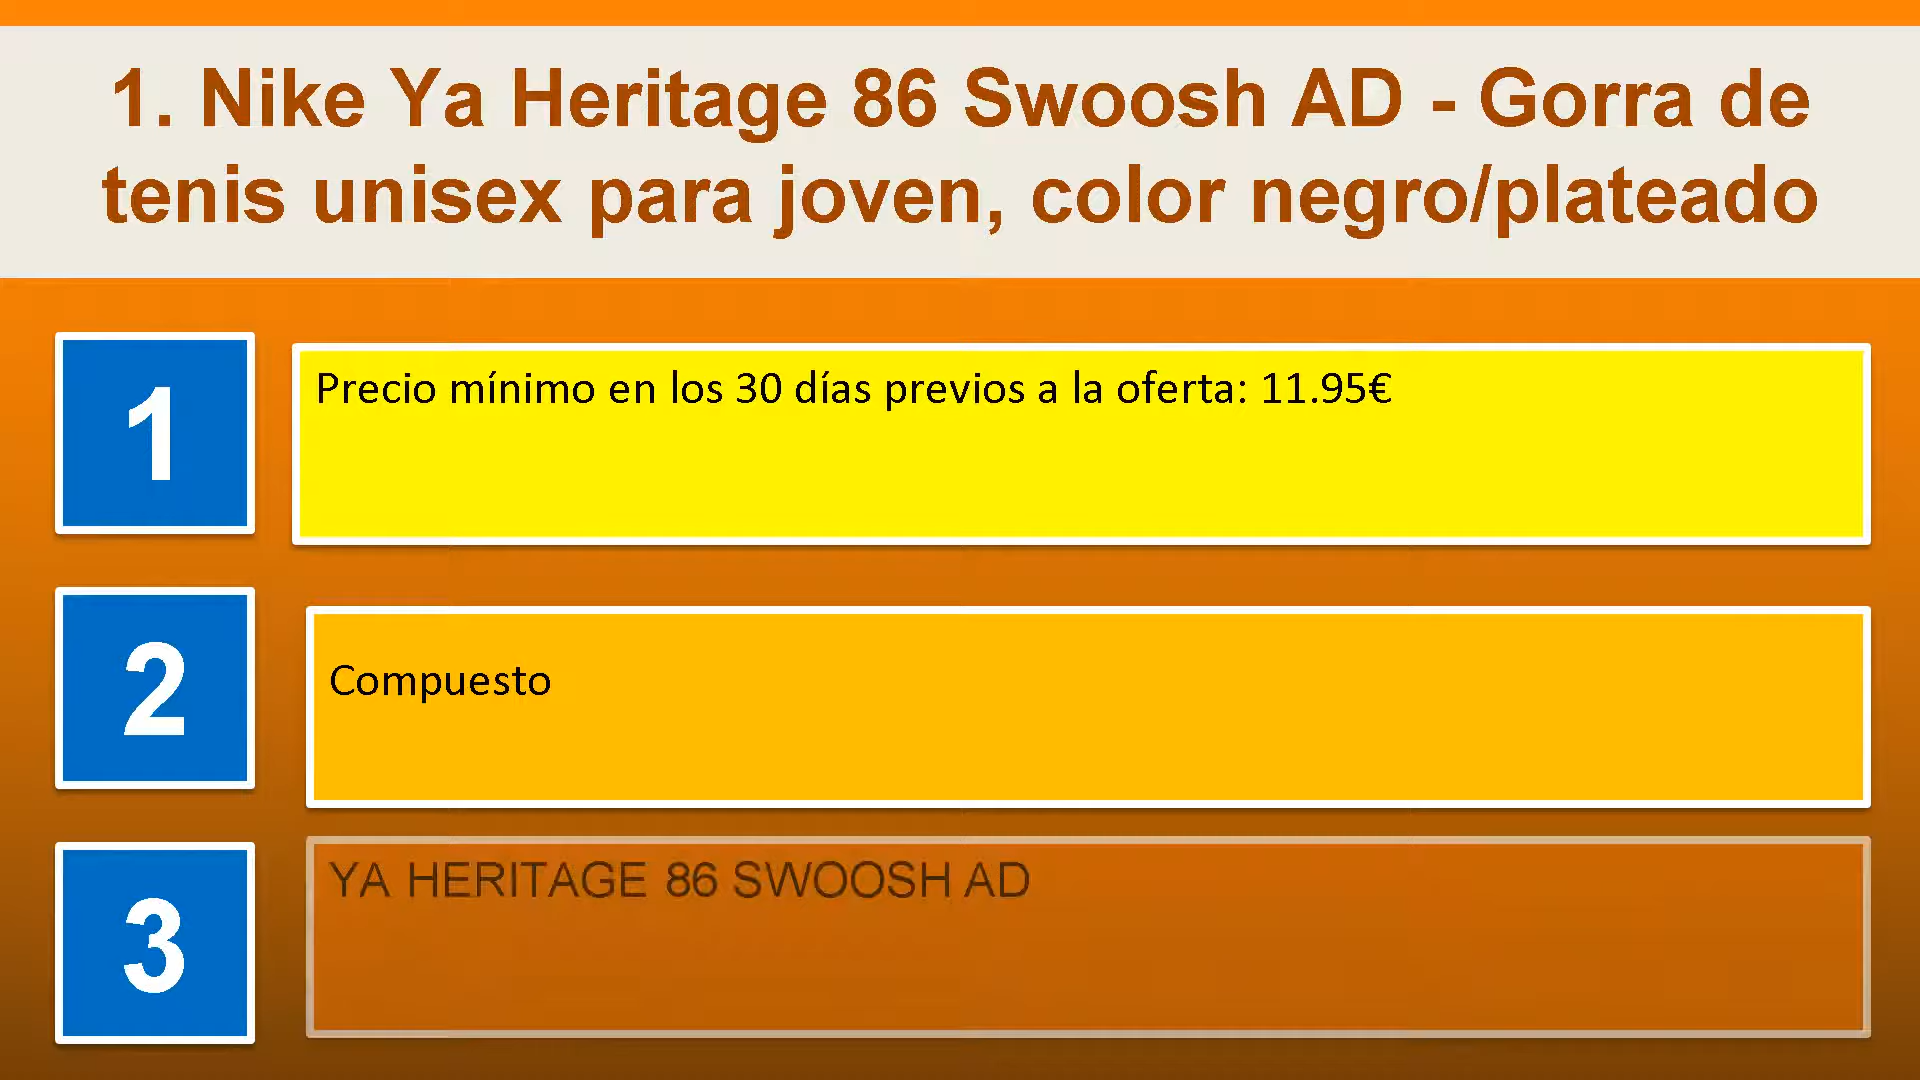 1. Nike Ya Heritage 86 Swoosh AD - Gorra de
tenis unisex para joven, color negro/plateado
1
Precio mínimo en los 30 días previos a la oferta: 11.95€
2
Compuesto
3
YA HERITAGE 86 SWOOSH AD